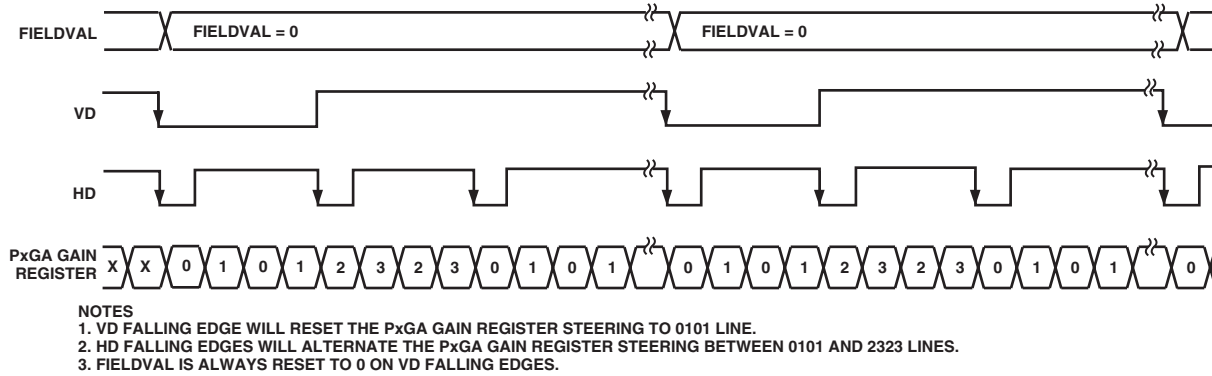 FIELDVAL FIELDVAL = 0 FIELDVAL = 0
VD
HD
PxGA GAIN
REGISTER X X 0 1 0 1 2 3 2 3 0 1 0 1 0 1 0 1 2 3 2 3 0 1 0 1 0
NOTES
1. VD FALLING EDGE WILL RESET THE PxGA GAIN REGISTER STEERING TO 0101 LINE.
2. HD FALLING EDGES WILL ALTERNATE THE PxGA GAIN REGISTER STEERING BETWEEN 0101 AND 2323 LINES.
3. FIELDVAL IS ALWAYS RESET TO 0 ON VD FALLING EDGES.